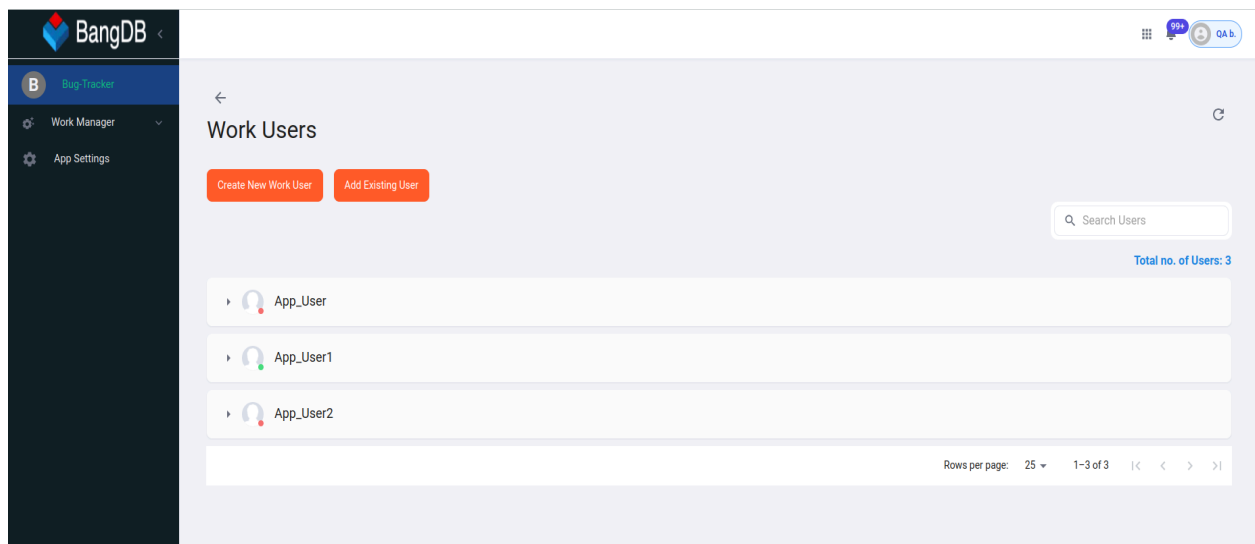 BangDB
99+
QA b.
B
Bug-Tracker
Work Manager
App Settings
Work Users
Create New Work User
Add Existing User
Search Users
Total no. of Users: 3
App_User
App_User1
App_User2
Rows per page: 25 1–3 of 3